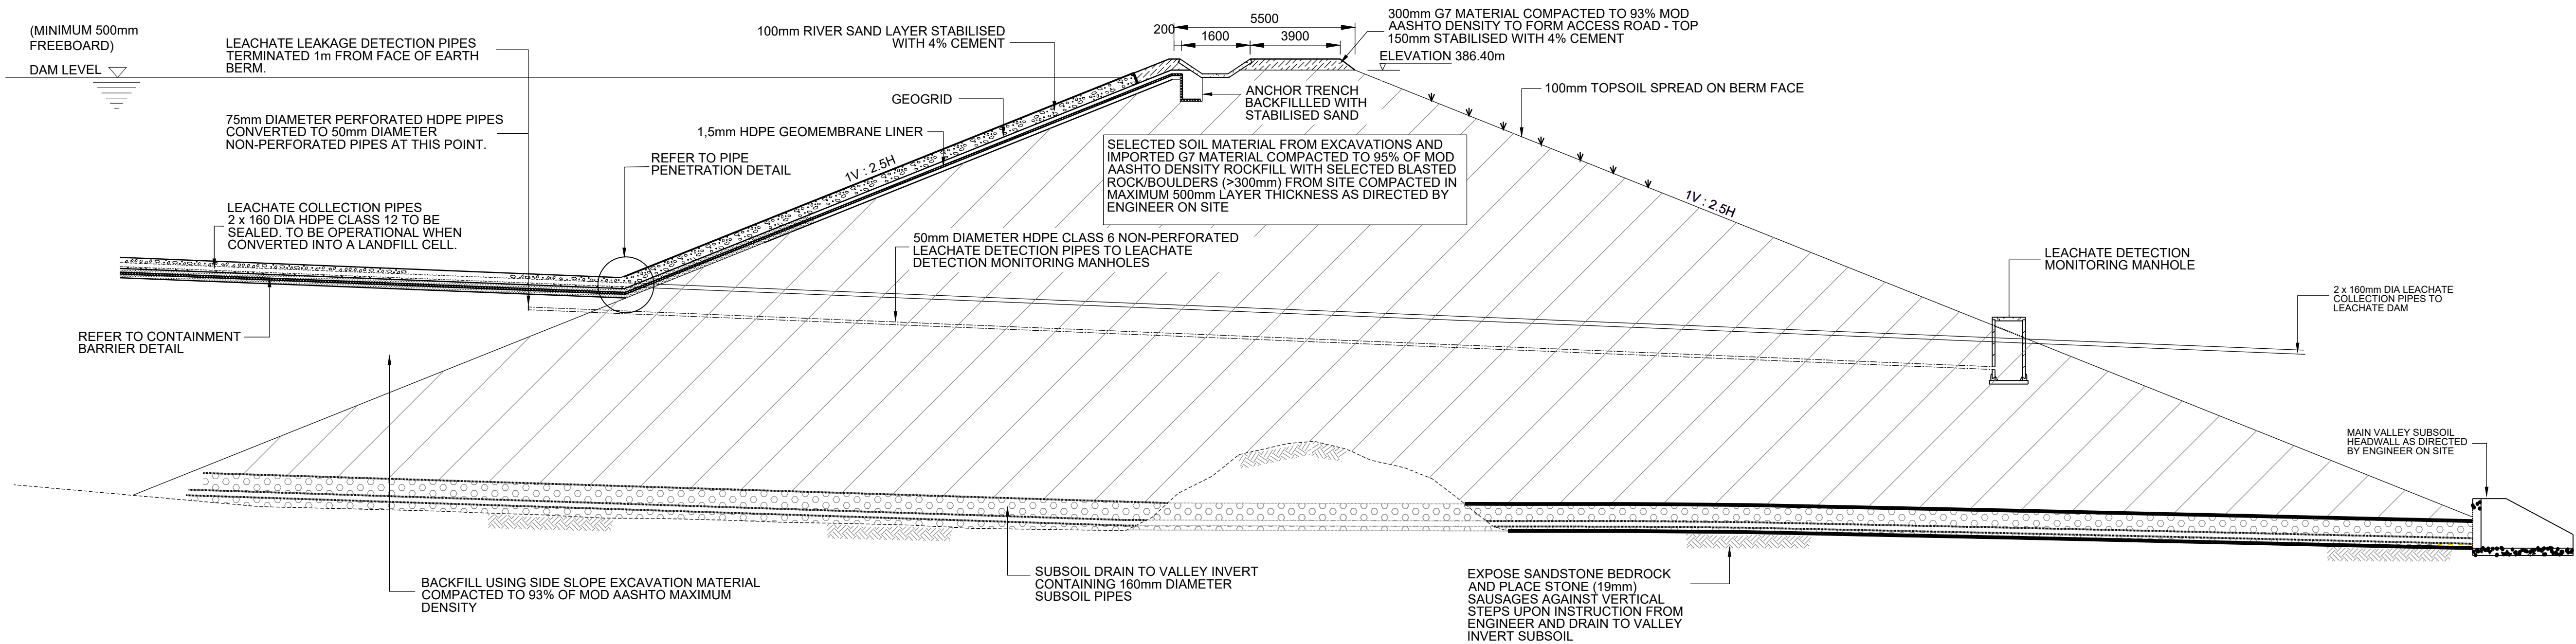 (MINIMUM 500mm
FREEBOARD)
DAM LEVEL
LEACHATE LEAKAGE DETECTION PIPES
TERMINATED 1m FROM FACE OF EARTH
BERM.
75mm DIAMETER PERFORATED HDPE PIPES
CONVERTED TO 50mm DIAMETER
NON-PERFORATED PIPES AT THIS POINT.
LEACHATE COLLECTION PIPES
2 x 160 DIA HDPE CLASS 12 TO BE
SEALED. TO BE OPERATIONAL WHEN
CONVERTED INTO A LANDFILL CELL.
REFER TO CONTAINMENT
BARRIER DETAIL
100mm RIVER SAND LAYER STABILISED
WITH 4% CEMENT
GEOGRID
1,5mm HDPE GEOMEMBRANE LINER
REFER TO PIPE
PENETRATION DETAIL
1V : 2.5H
5500
200
1600
3900
300mm G7 MATERIAL COMPACTED TO 93% MOD
AASHTO DENSITY TO FORM ACCESS ROAD - TOP
150mm STABILISED WITH 4% CEMENT
ELEVATION 386.40m
ANCHOR TRENCH
BACKFILLLED WITH
STABILISED SAND
100mm TOPSOIL SPREAD ON BERM FACE
SELECTED SOIL MATERIAL FROM EXCAVATIONS AND
IMPORTED G7 MATERIAL COMPACTED TO 95% OF MOD
AASHTO DENSITY ROCKFILL WITH SELECTED BLASTED
ROCK/BOULDERS (>300mm) FROM SITE COMPACTED IN
MAXIMUM 500mm LAYER THICKNESS AS DIRECTED BY
ENGINEER ON SITE
1V : 2.5H
50mm DIAMETER HDPE CLASS 6 NON-PERFORATED
LEACHATE DETECTION PIPES TO LEACHATE
DETECTION MONITORING MANHOLES
LEACHATE DETECTION
MONITORING MANHOLE
2 x 160mm DIA LEACHATE
COLLECTION PIPES TO
LEACHATE DAM
MAIN VALLEY SUBSOIL
HEADWALL AS DIRECTED
BY ENGINEER ON SITE
BACKFILL USING SIDE SLOPE EXCAVATION MATERIAL
COMPACTED TO 93% OF MOD AASHTO MAXIMUM
DENSITY
SUBSOIL DRAIN TO VALLEY INVERT
CONTAINING 160mm DIAMETER
SUBSOIL PIPES
EXPOSE SANDSTONE BEDROCK
AND PLACE STONE (19mm)
SAUSAGES AGAINST VERTICAL
STEPS UPON INSTRUCTION FROM
ENGINEER AND DRAIN TO VALLEY
INVERT SUBSOIL